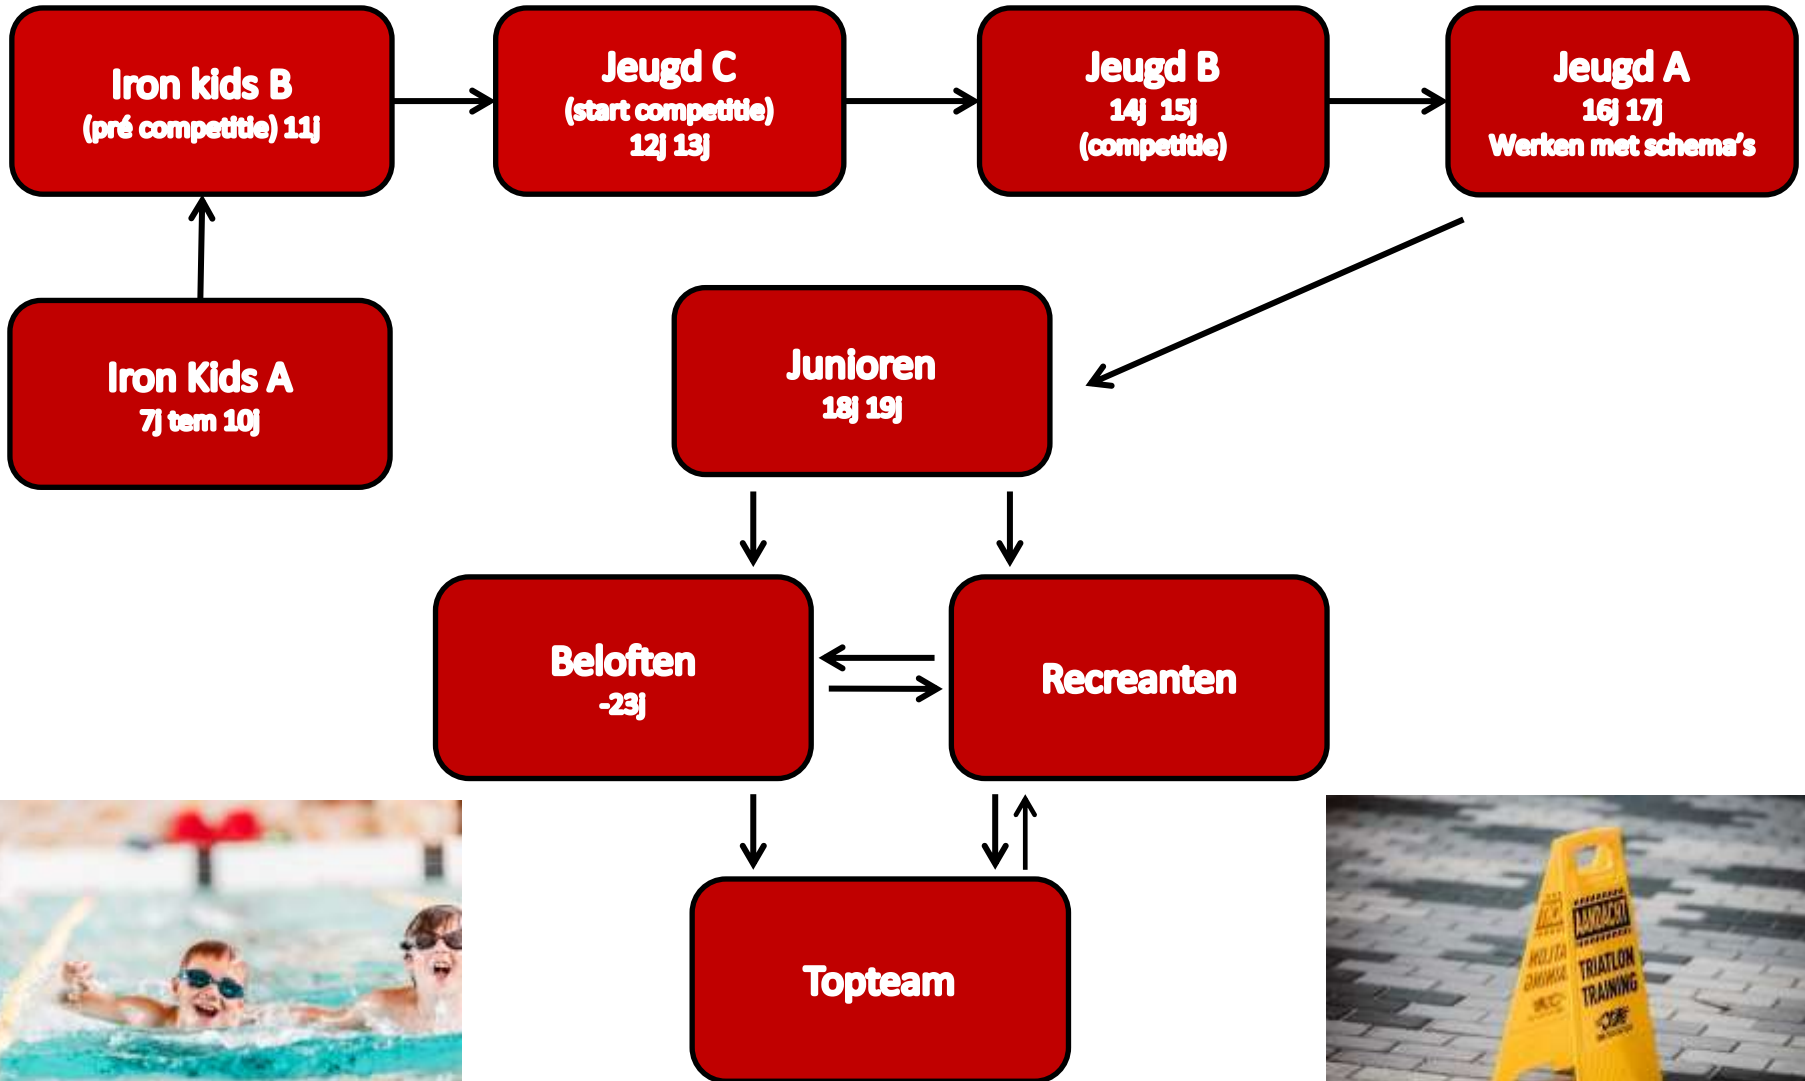 Iron kids B
(pré competitie) 11j
Jeugd C
(start competitie)
12j 13j
Jeugd B
14j 15j
(competitie)
Jeugd A
16j 17j
Werken met schema's
Iron Kids A
7j tem 10j
Junioren
18j 19j
Beloften
-23j
Recreanten
Topteam
AANDACHT
TRIATLON
TRAINING